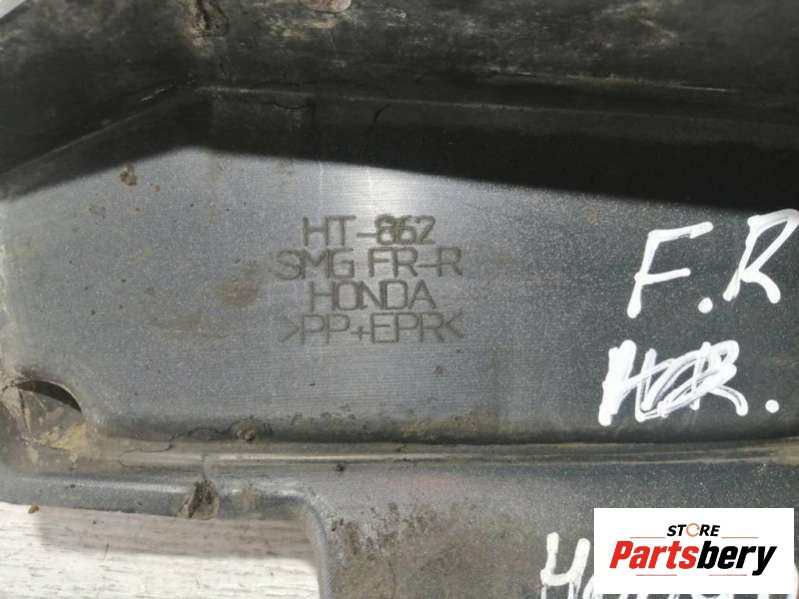 HT-862
SMG FR-R
HONDA
>PP+EPR<
F.R
STORE
Partsbery